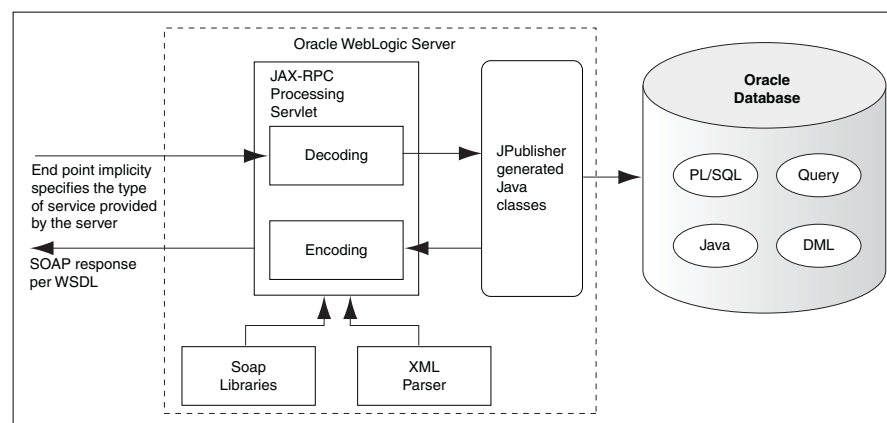 Oracle WebLogic Server
JAX-RPC
Processing
Servlet
Decoding
Encoding
End point implicity
specifies the type
of service provided
by the server
SOAP response
per WSDL
JPublisher
generated
Java
classes
Soap
Libraries
XML
Parser
Oracle
Database
PL/SQL
Query
Java
DML